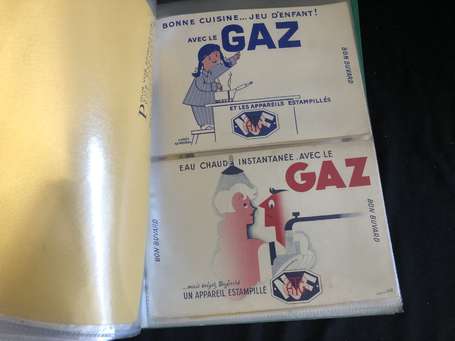 BONNE CUISINE... JEU D'ENFANT!
AVEC LE GAZ
ET LES APPAREILS ESTAMPILLÉS
BON BUVARD
EAU CHAUDE INSTANTANÉE.. AVEC LE
GAZ
BON BUVARD
BON BUVARD
UN APPAREIL ESTAMPILLÉ